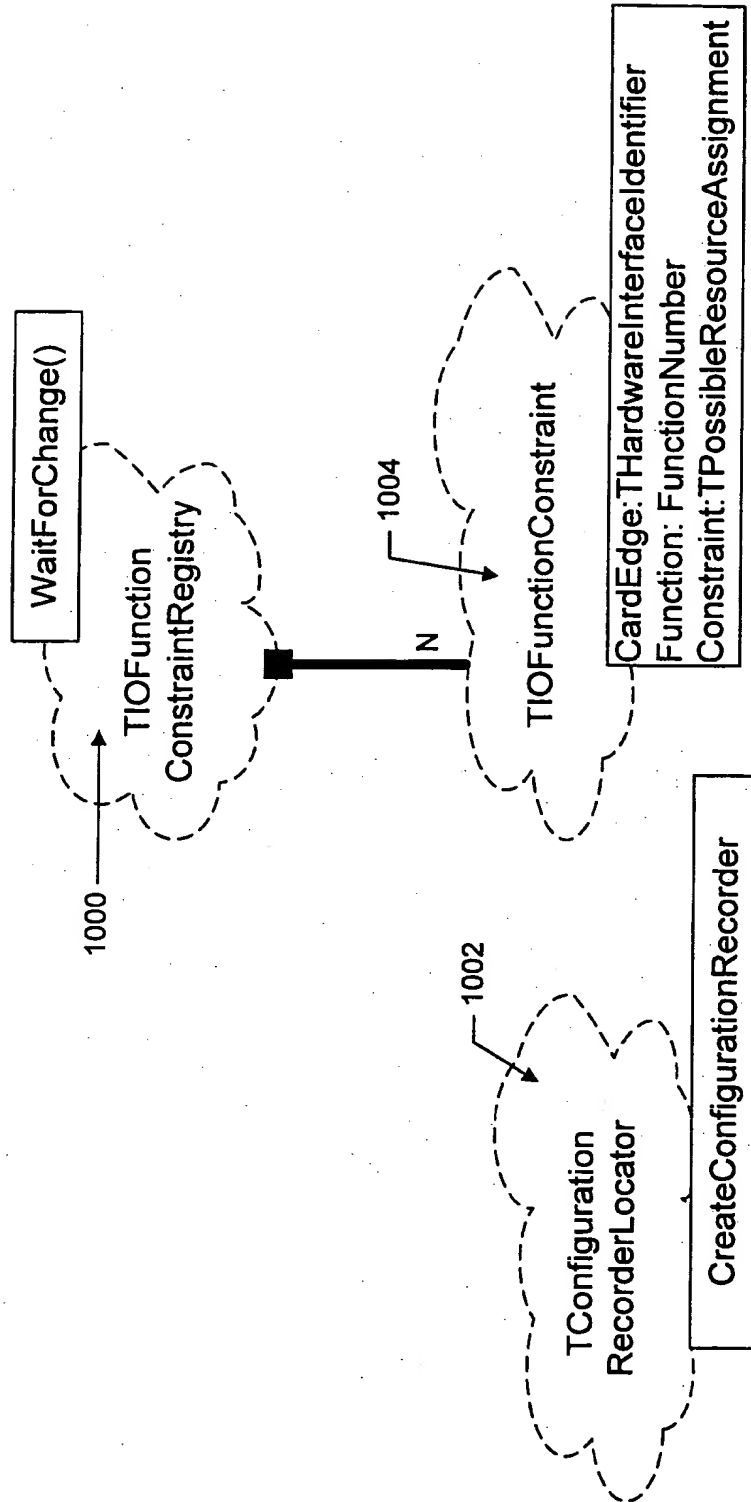 WaitForChange()
1000
TIOFunction
ConstraintRegistry
N
1002
TConfiguration
RecorderLocator
CreateConfigurationRecorder
1004
TIOFunctionConstraint
CardEdge:THardwareInterfaceIdentifier
Function: FunctionNumber
Constraint:TPossibleResourceAssignment